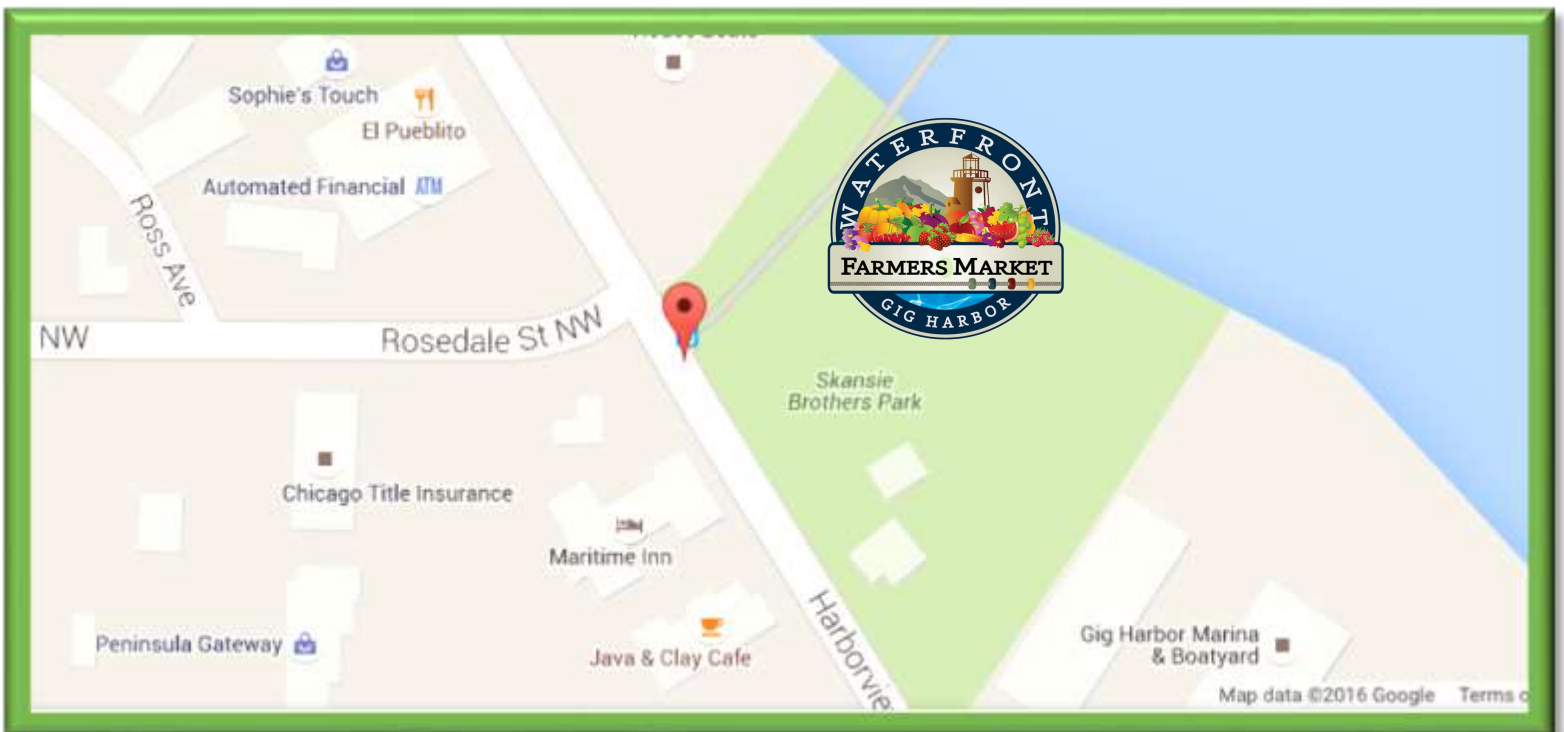 Sophie's Touch
El Pueblito
Automated Financial ATM
Ross Ave
NW
Rosedale St NW
WATERFRONT
FARMERS MARKET
GIG HARBOR
Skansie
Brothers Park
Chicago Title Insurance
Maritime Inn
Peninsula Gateway
Java & Clay Cafe
Harborvie
Gig Harbor Marina
& Boatyard
Map data ©2016 Google
Terms o